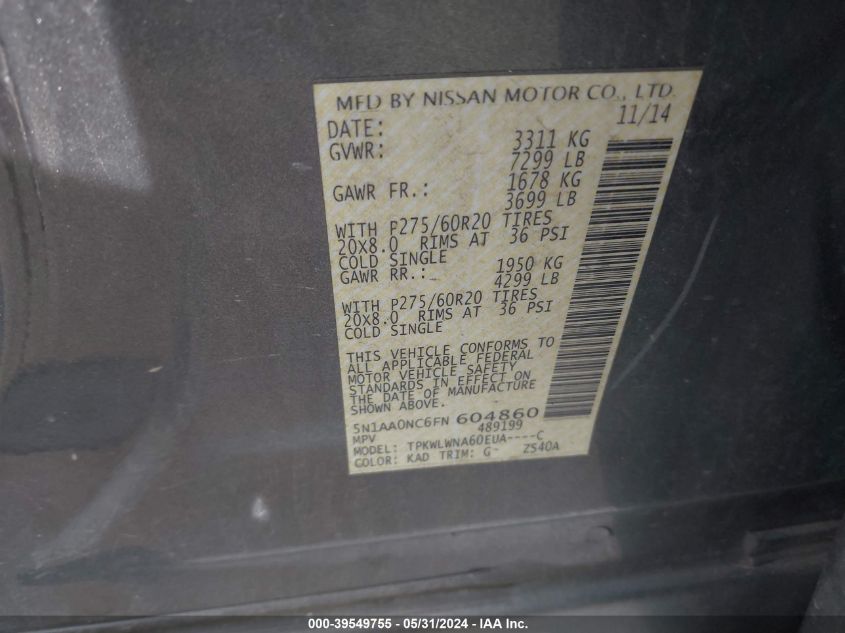 MFD BY NISSAN MOTOR CO., LTD.
DATE: 11/14
GVWR: 3311 KG
7299 LB
GAWR FR.: 1678 KG
3699 LB
WITH P275/60R20 TIRES
20X8.0 RIMS AT 36 PSI
COLD SINGLE
GAWR RR.: 1950 KG
4299 LB
WITH P275/60R20 TIRES
20X8.0 RIMS AT 36 PSI
COLD SINGLE
THIS VEHICLE CONFORMS TO
ALL APPLICABLE FEDERAL
MOTOR VEHICLE SAFETY
STANDARDS IN EFFECT ON
THE DATE OF MANUFACTURE
SHOWN ABOVE.
5N1AA0NC6FN 604860
MPV 489199
MODEL: TPKWLWNA60EUA----C
COLOR: KAD TRIM: G- ZS40A
000-39549755 - 05/31/2024 - IAA Inc.